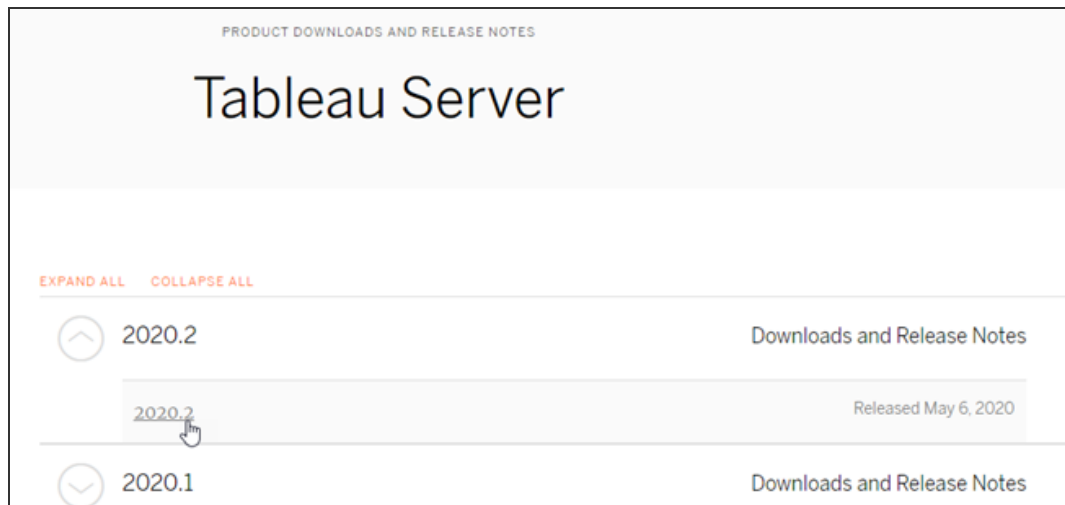 PRODUCT DOWNLOADS AND RELEASE NOTES
Tableau Server
EXPAND ALL COLLAPSE ALL
2020.2 Downloads and Release Notes
2020.2 Released May 6, 2020
2020.1 Downloads and Release Notes